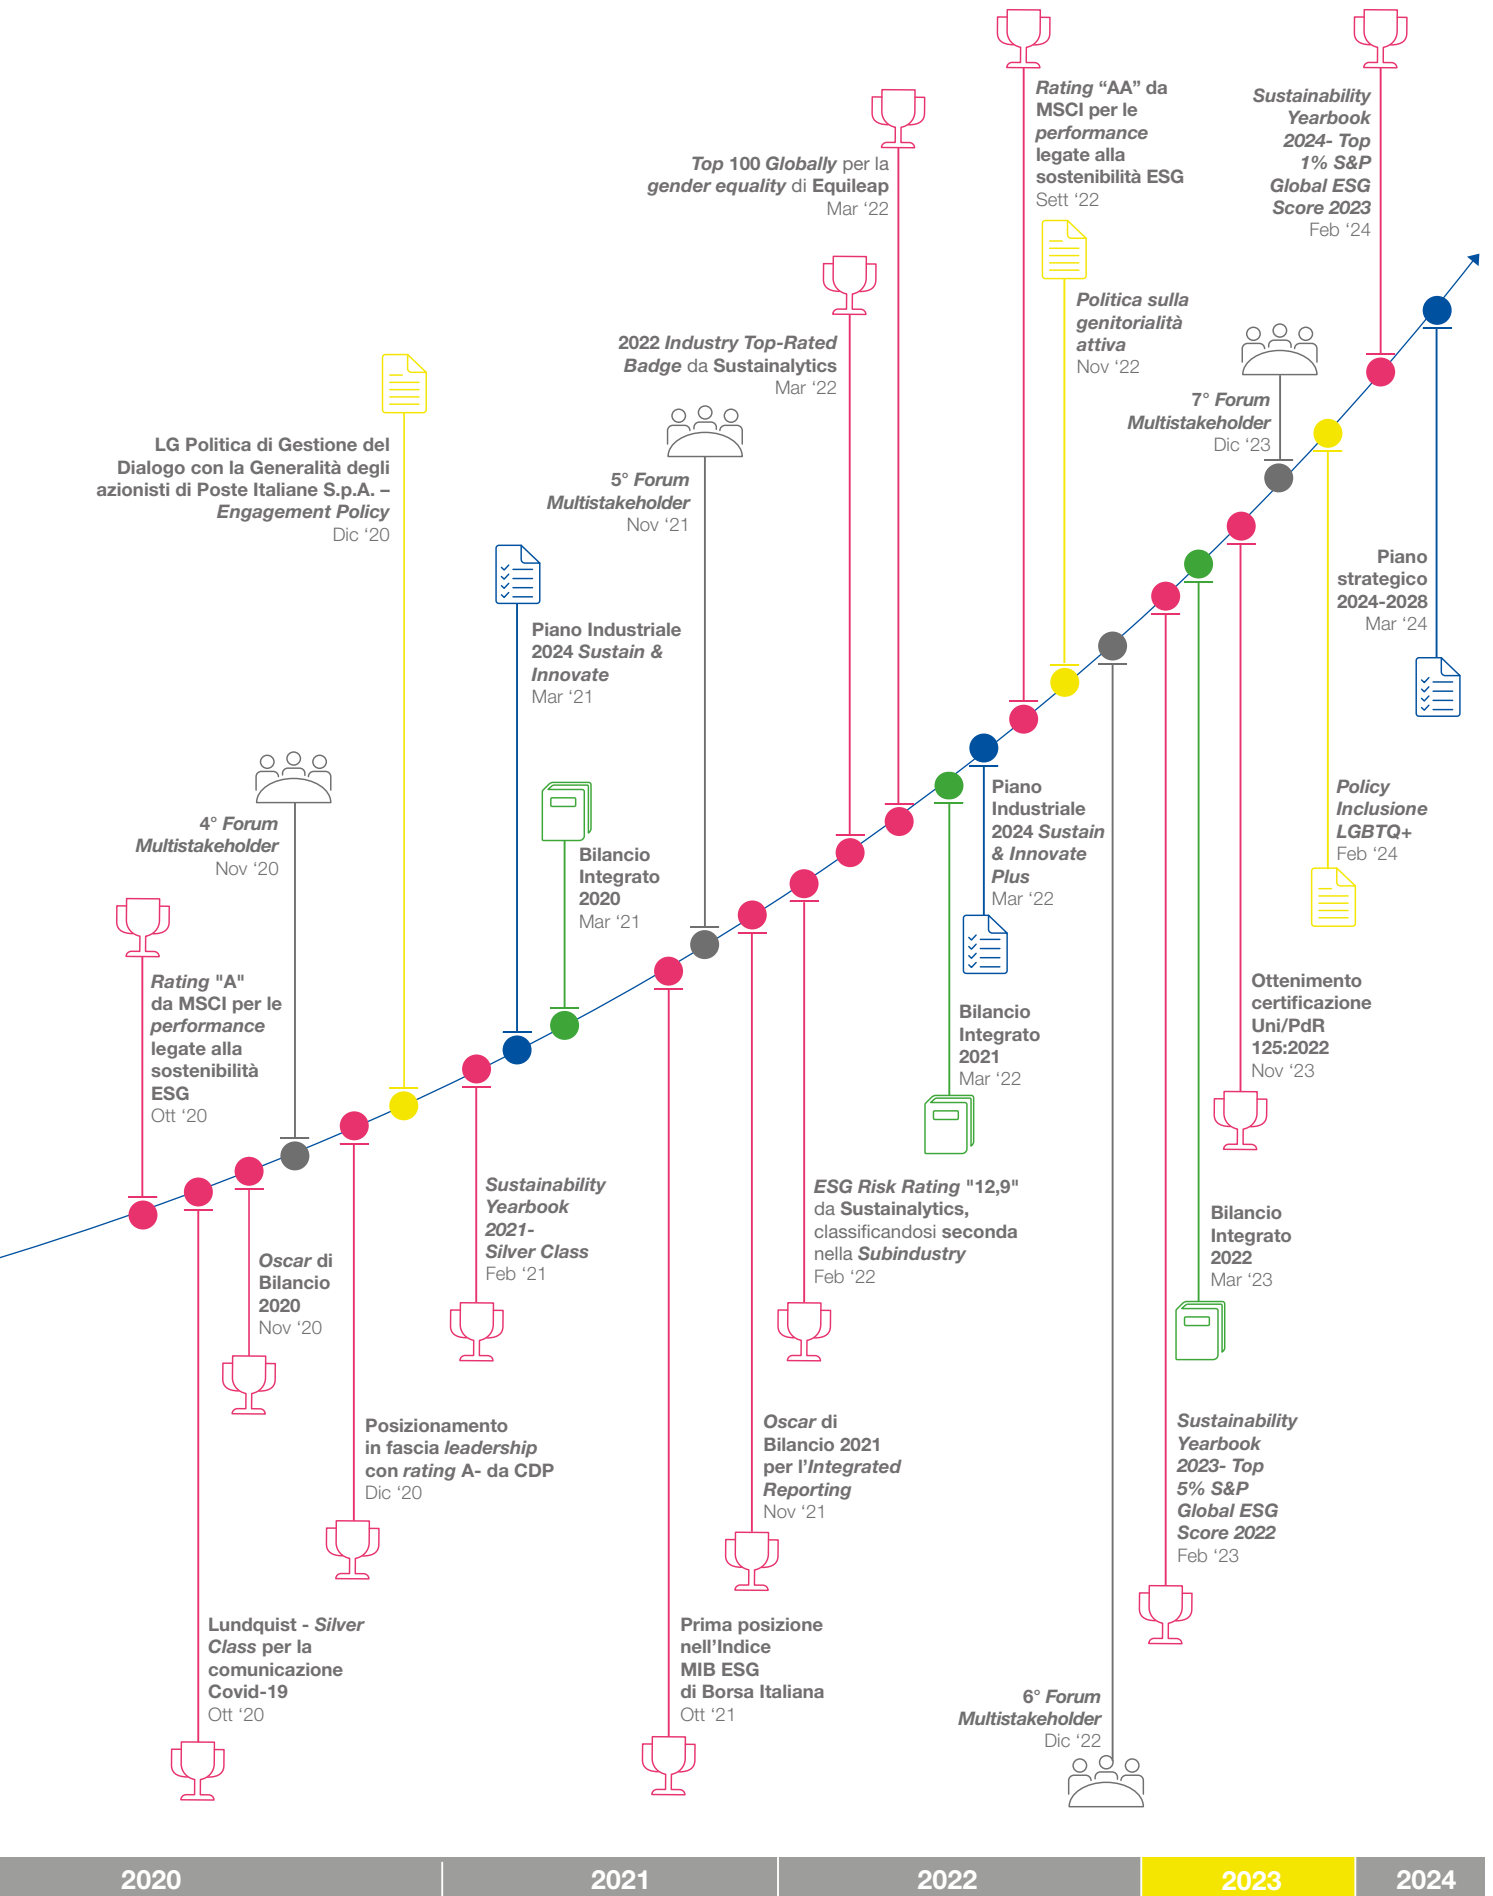 Rating “AA” da
MSCI per le
performance
legate alla
sostenibilità ESG
Sett ‘22
Sustainability
Yearbook
2024- Top
1% S&P
Global ESG
Score 2023
Feb ‘24
Top 100 Globally per la
gender equality di Equileap
Mar ‘22
Politica sulla
genitorialità
attiva
Nov ‘22
2022 Industry Top-Rated
Badge da Sustainalytics
Mar ‘22
7° Forum
Multistakeholder
Dic ‘23
LG Politica di Gestione del
Dialogo con la Generalità degli
azionisti di Poste Italiane S.p.A. –
Engagement Policy
Dic ‘20
5° Forum
Multistakeholder
Nov ‘21
Piano
strategico
2024-2028
Mar ‘24
Piano Industriale
2024 Sustain &
Innovate
Mar ‘21
4° Forum
Multistakeholder
Nov ‘20
Bilancio
Integrato
2020
Mar ‘21
Piano
Industriale
2024 Sustain
& Innovate
Plus
Mar ‘22
Policy
Inclusione
LGBTQ+
Feb ‘24
Rating "A"
da MSCI per le
performance
legate alla
sostenibilità
ESG
Ott ‘20
Ottenimento
certificazione
Uni/PdR
125:2022
Nov ‘23
Bilancio
Integrato
2021
Mar ‘22
Sustainability
Yearbook
2021-
Silver Class
Feb ‘21
ESG Risk Rating "12,9"
da Sustainalytics,
classificandosi seconda
nella Subindustry
Feb ‘22
Bilancio
Integrato
2022
Mar ‘23
Oscar di
Bilancio
2020
Nov ‘20
Posizionamento
in fascia leadership
con rating A- da CDP
Dic ‘20
Oscar di
Bilancio 2021
per l’Integrated
Reporting
Nov ‘21
Sustainability
Yearbook
2023- Top
5% S&P
Global ESG
Score 2022
Feb ‘23
Lundquist - Silver
Class per la
comunicazione
Covid-19
Ott ‘20
Prima posizione
nell’Indice
MIB ESG
di Borsa Italiana
Ott ‘21
6° Forum
Multistakeholder
Dic ‘22
2020
2021
2022
2023
2024